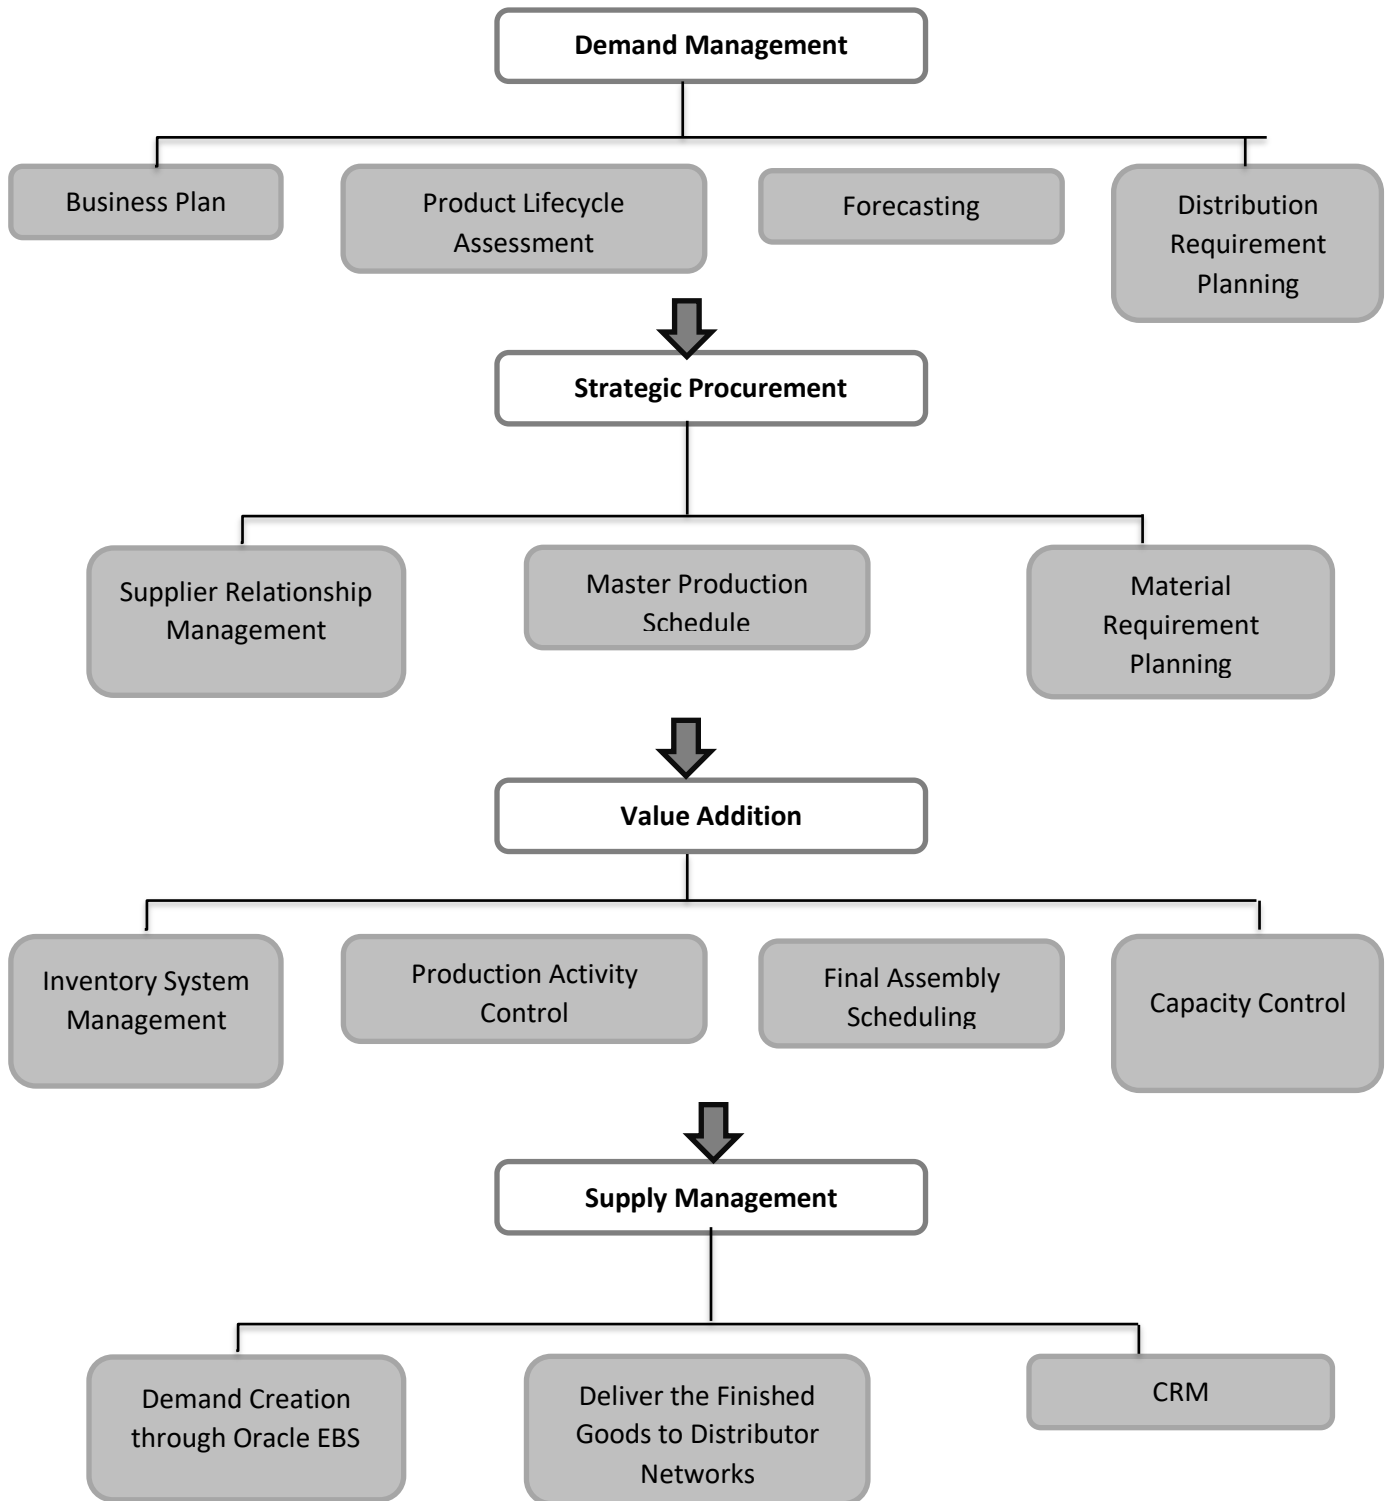 Demand Management
Business Plan
Product Lifecycle
Assessment
Forecasting
Distribution
Requirement
Planning
Strategic Procurement
Supplier Relationship
Management
Master Production
Schedule
Material
Requirement
Planning
Value Addition
Inventory System
Management
Production Activity
Control
Final Assembly
Scheduling
Capacity Control
Supply Management
Demand Creation
through Oracle EBS
Deliver the Finished
Goods to Distributor
Networks
CRM